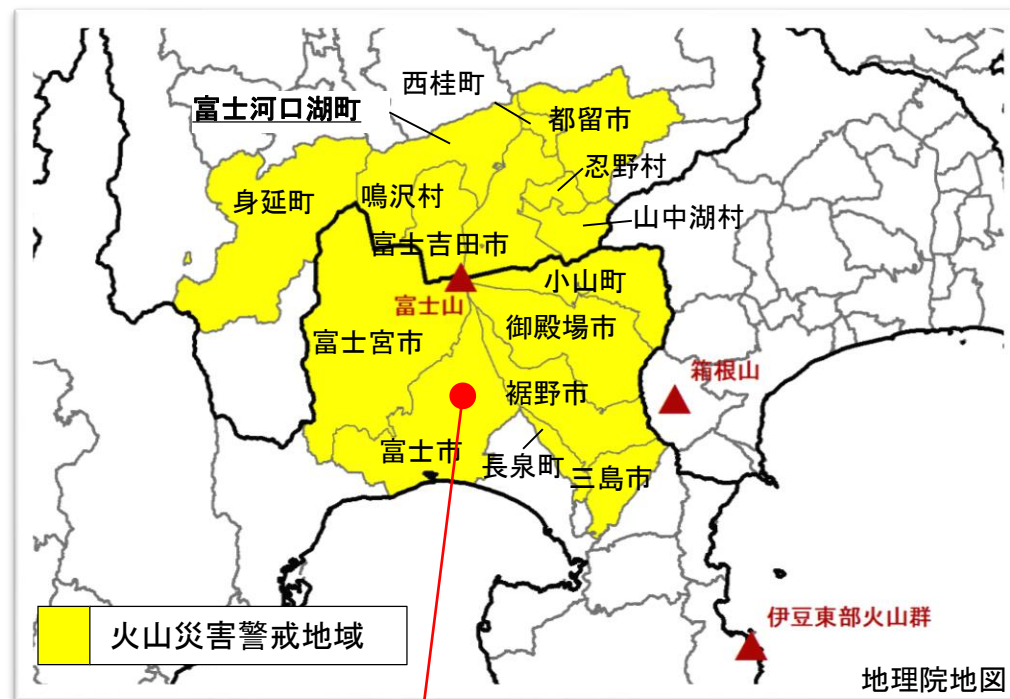 西桂町
富士河口湖町
都留市
忍野村
身延町
鳴沢村
山中湖村
富士吉田市
小山町
富士山
御殿場市
富士宮市
箱根山
裾野市
富士市
長泉町
三島市
火山災害警戒地域
伊豆東部火山群
地理院地図